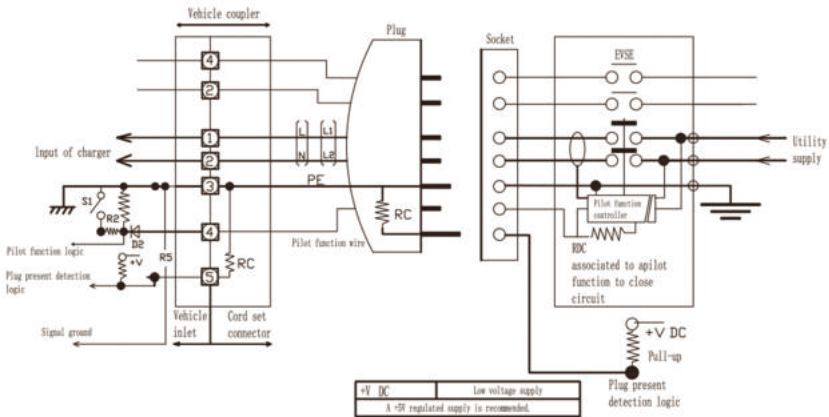 Vehicle coupler
Plug
Socket
EVSE
4
2
1
L
L1
Input of charger
2
N
L2
Utility
supply
3
PE
S1
R2
RC
Pilot function
controller
D2
4
Pilot function wire
Pilot function logic
+V
R5
RC
RDC
associated to apilot
function to close
circuit
Plug present detection
logic
5
Vehicle
inlet
Cord set
connector
Signal ground
+V DC
Pull-up
Plug present
detection logic
+V DC
Low voltage supply
A +5V regulated supply is recommended.